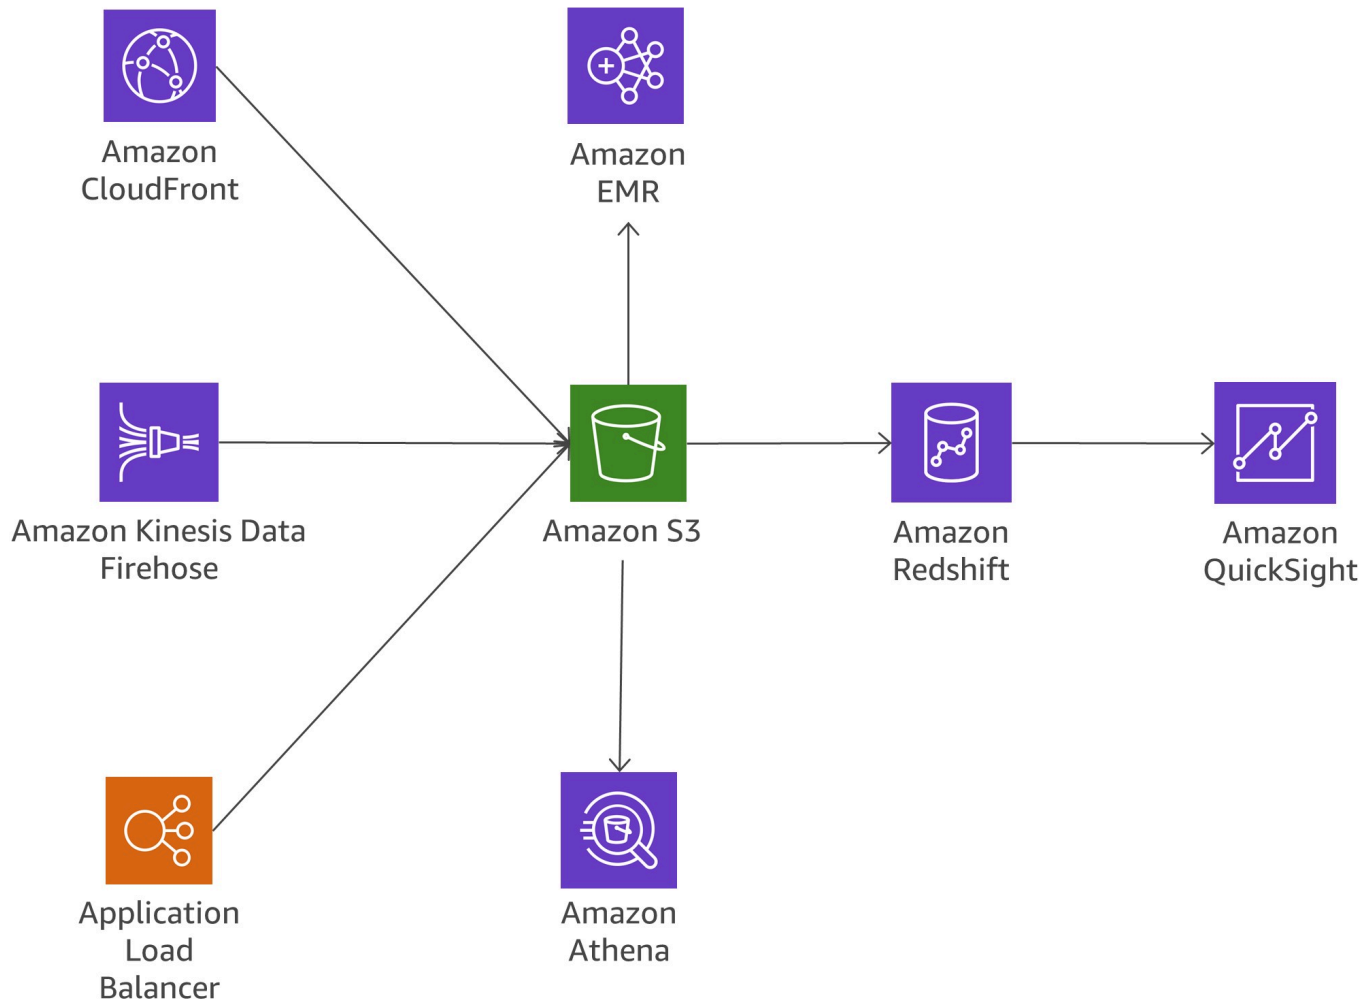 Amazon
CloudFront
Amazon
EMR
Amazon Kinesis Data
Firehose
Amazon S3
Amazon
Redshift
Amazon
QuickSight
Application
Load
Balancer
Amazon
Athena